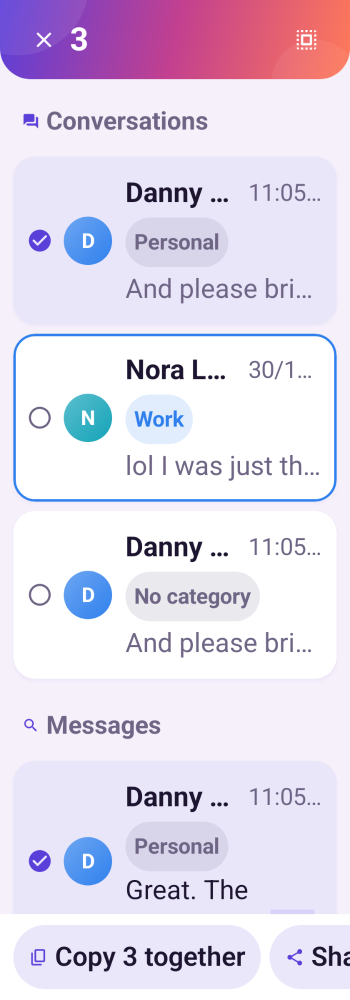 3
Conversations
Danny ... 11:05...
D
Personal
And please bri...
Nora L... 30/1...
N
Work
lol I was just th...
Danny ... 11:05...
D
No category
And please bri...
Messages
Danny ... 11:05...
Personal
D
Great. The
Copy 3 together
Sha